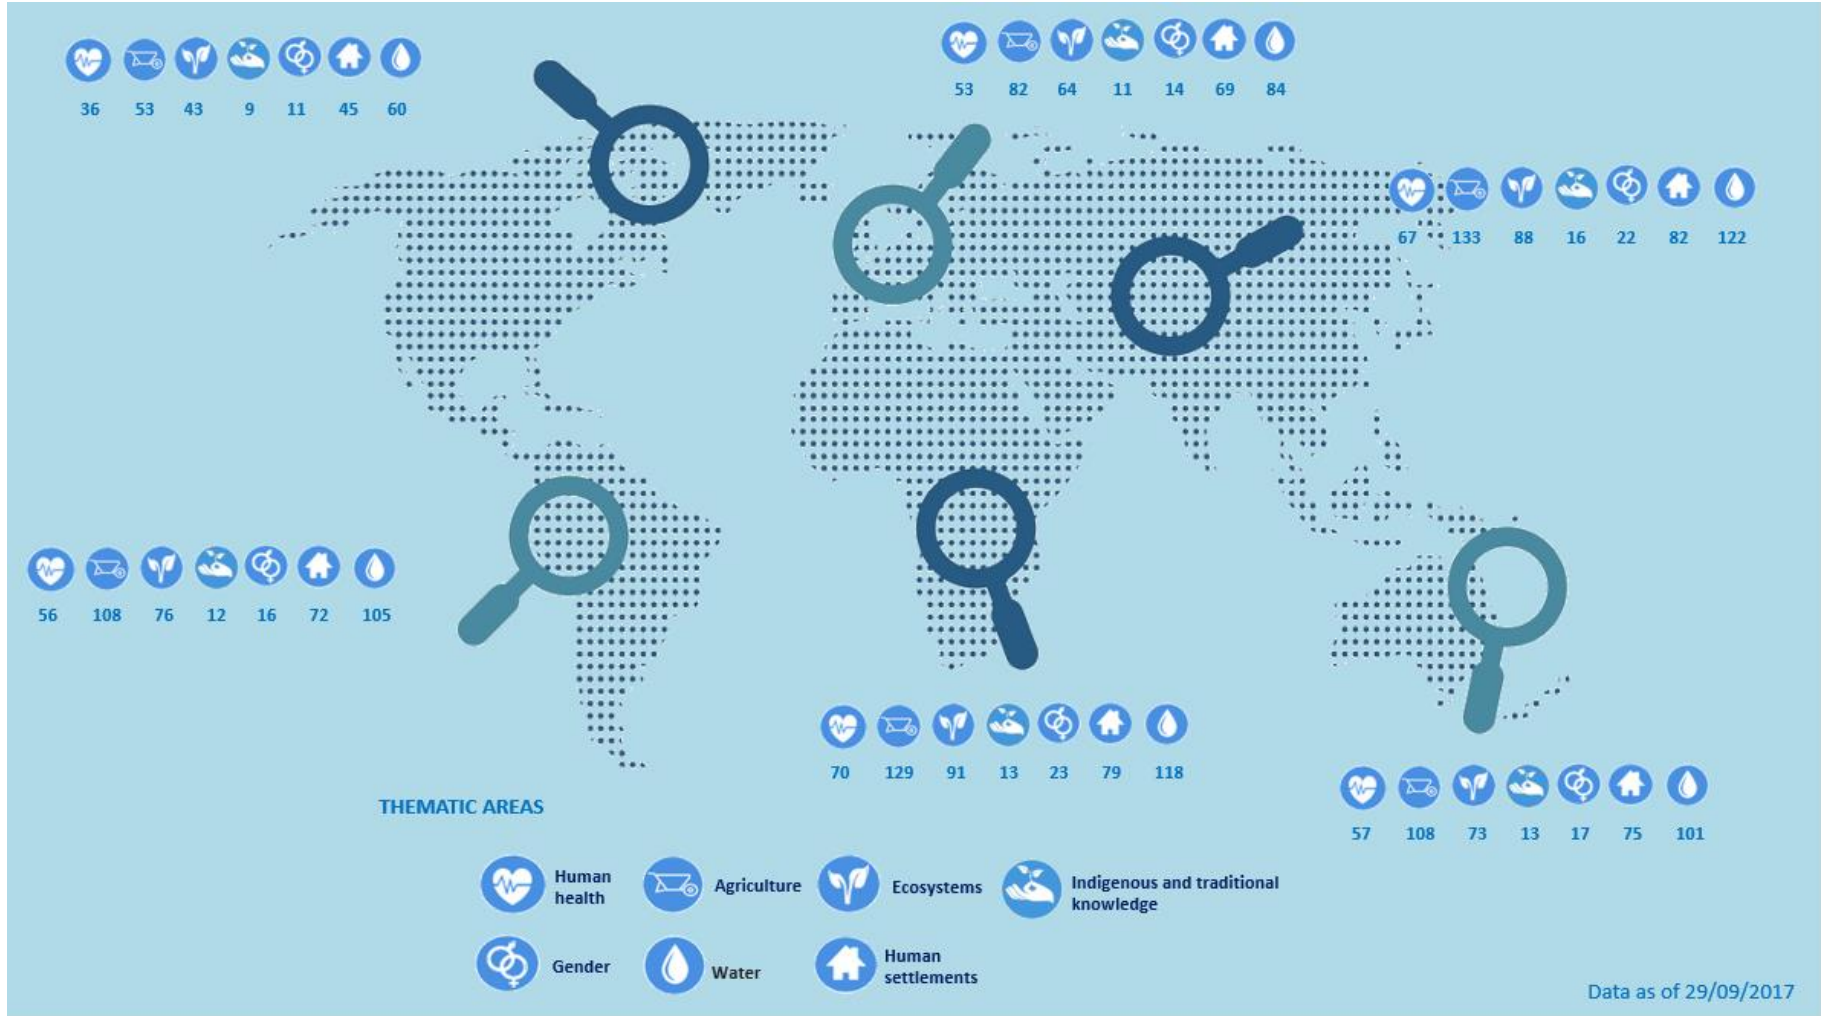 36 53 43 9 11 45 60
53 82 64 11 14 69 84
67 133 88 16 22 82 122
56 108 76 12 16 72 105
70 129 91 13 23 79 118
57 108 73 13 17 75 101
THEMATIC AREAS
Human
health
Agriculture
Ecosystems
Indigenous and traditional
knowledge
Gender
Water
Human
settlements
Data as of 29/09/2017